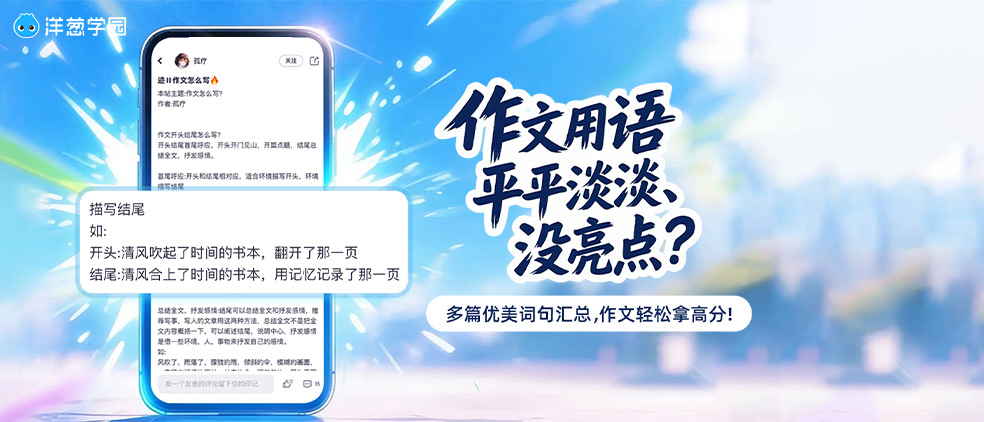 洋葱学园
孤疗
关注
迹Ⅱ作文怎么写🔥
本帖主题:作文怎么写?
作者:孤疗
作文开头结尾怎么写?
开头结尾首尾呼应。开头开门见山，开篇点题，结尾总
结全文，抒发感情。
首尾呼应:开头和结尾相对应，适合环境描写开头、环境
描写结尾
描写结尾
如:
开头:清风吹起了时间的书本，翻开了那一页
结尾:清风合上了时间的书本，用记忆记录了那一页
总结全文，抒发感情:结尾可以总结全文和抒发感情，推
荐写事，写人的文章用这两种方法，总结全文不是把全
文内容概括一下，可以阐述结尾，说明中心，抒发感情
是借一些环境，人，事物来抒发自己的感情。
如:
风吹了，雨落了，朦胧的雨，倾斜的伞，模糊的画面，
发一个友善的评论留下你的印记
15
作文用语
平平淡淡、
没亮点?
多篇优美词句汇总,作文轻松拿高分!